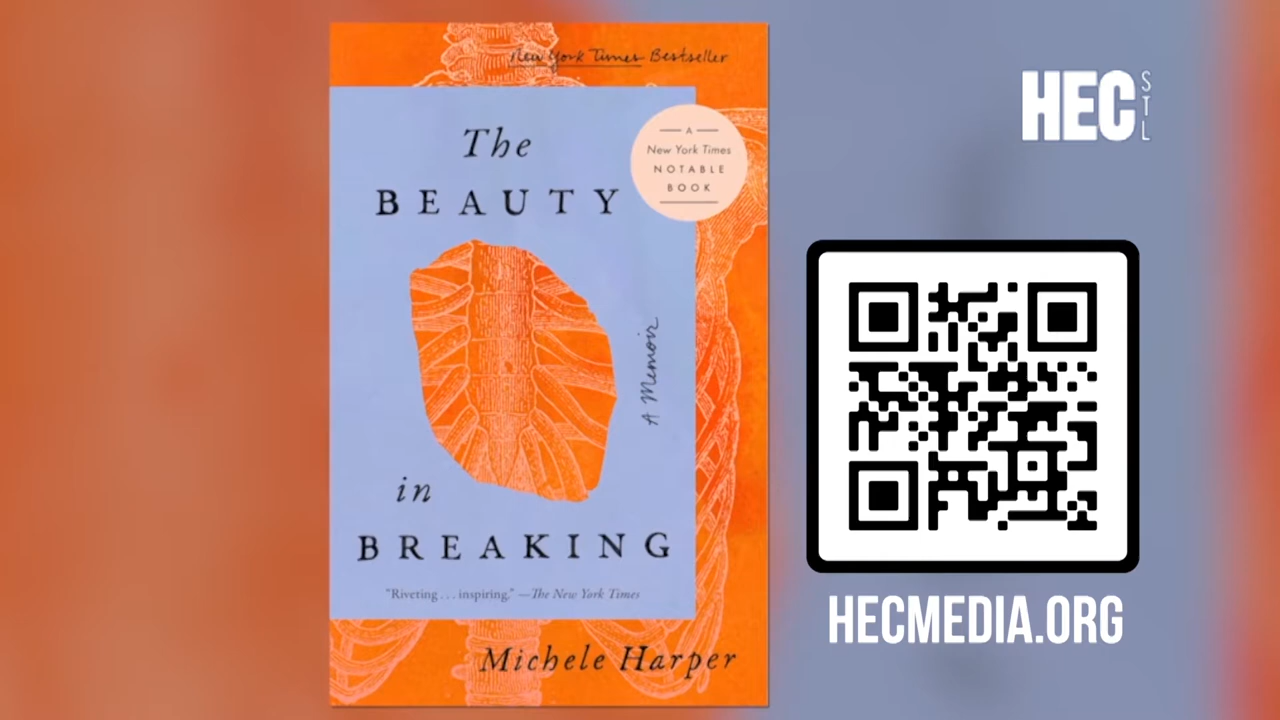 New York Times Bestseller
The
BEAUTY
A
New York Times
NOTABLE
BOOK
A Memoir
in
BREAKING
"Riveting . . . inspiring." —The New York Times
Michele Harper
HEC
STL
HECMEDIA.ORG